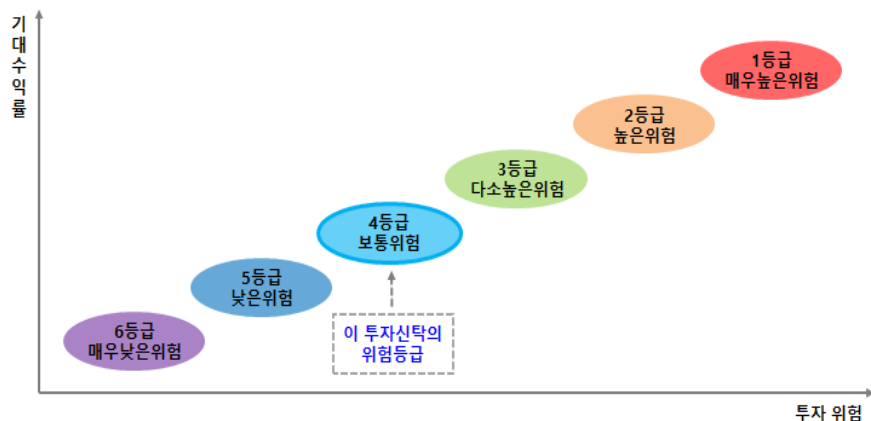 기대수익률
1등급
매우높은위험
2등급
높은위험
3등급
다소높은위험
4등급
보통위험
5등급
낮은위험
6등급
매우낮은위험
이 투자신탁의
위험등급
투자 위험